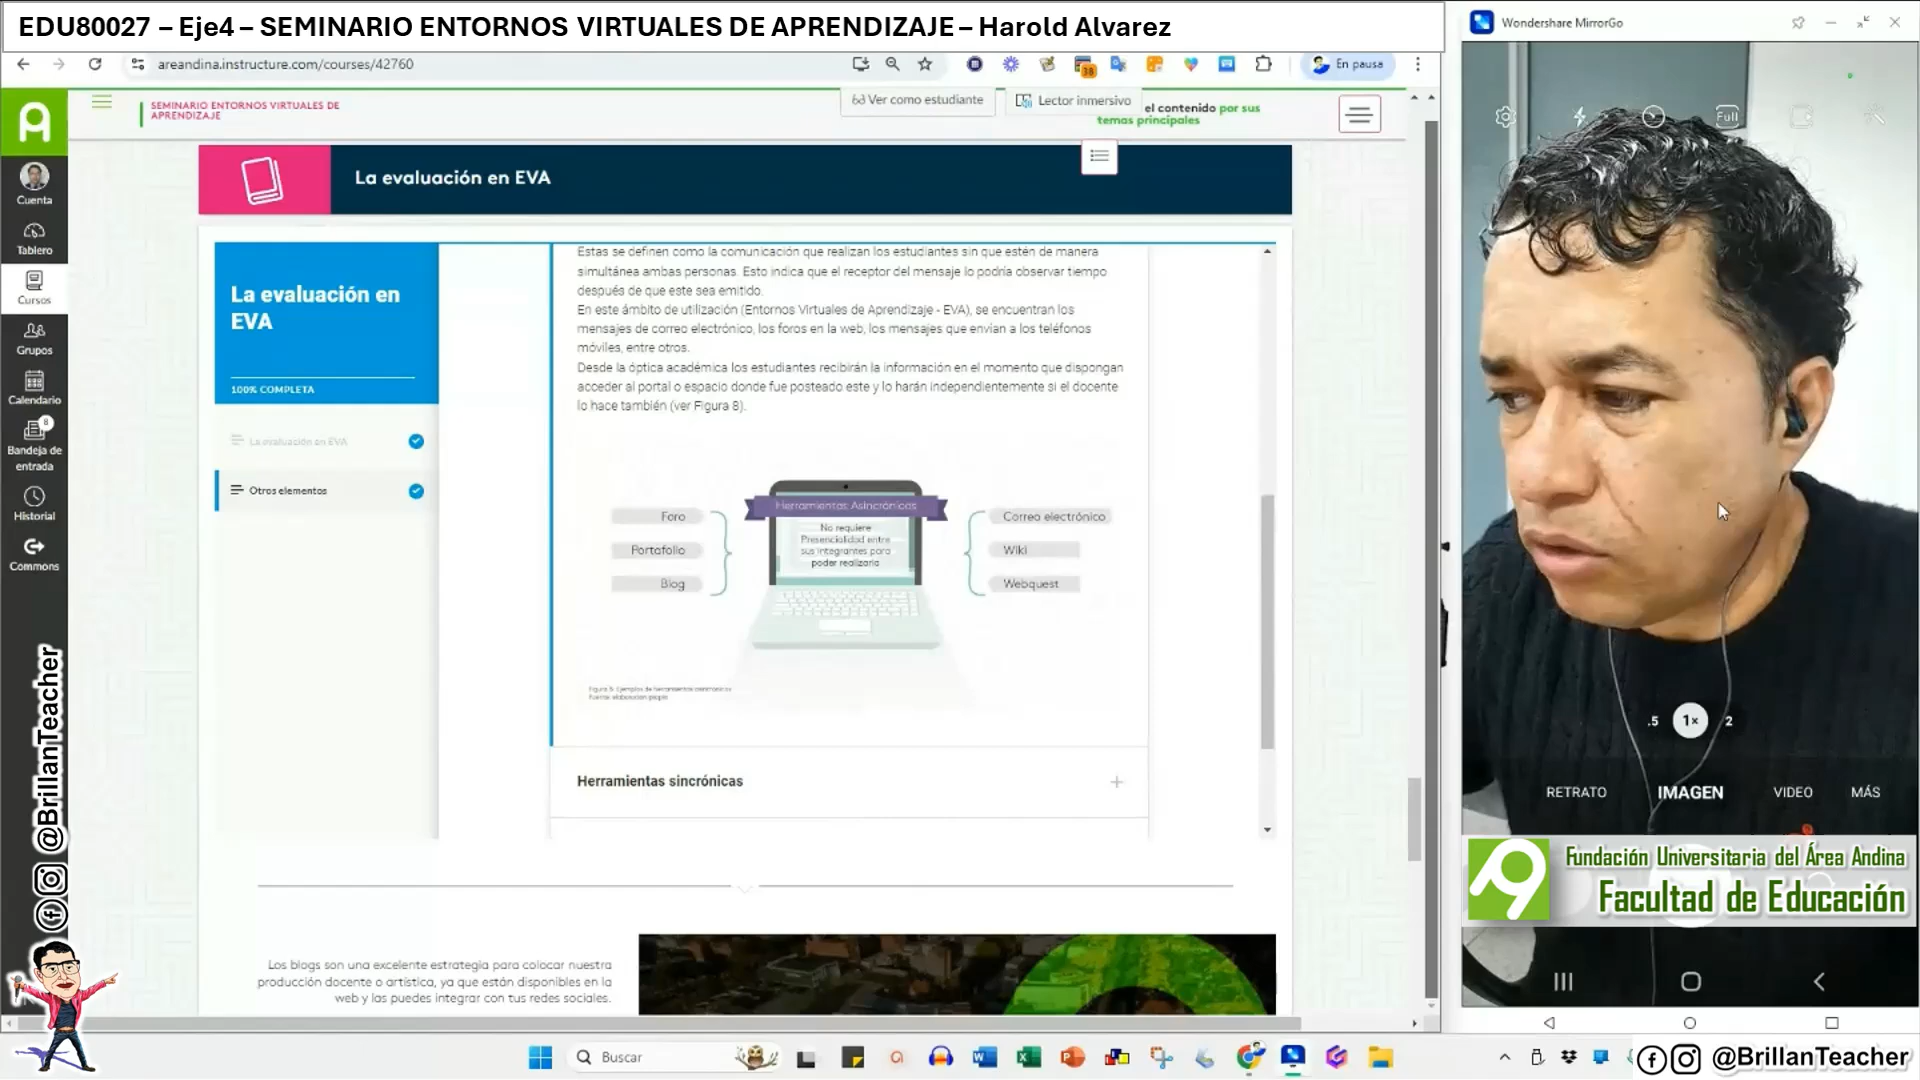 EDU80027 – Eje4 – SEMINARIO ENTORNOS VIRTUALES DE APRENDIZAJE – Harold Alvarez
Wondershare MirrorGo
areandina.instructure.com/courses/42760
38
En pausa
SEMINARIO ENTORNOS VIRTUALES DE
APRENDIZAJE
Ver como estudiante
Lector inmersivo
el contenido por sus
temas principales
Full
Cuenta
Tablero
Cursos
Grupos
Calendario
8
Bandeja de
entrada
Historial
Commons
La evaluación en EVA
La evaluación en
EVA
100% COMPLETA
La evaluación en EVA
Otros elementos
Estas se definen como la comunicación que realizan los estudiantes sin que estén de manera
simultánea ambas personas. Esto indica que el receptor del mensaje lo podría observar tiempo
después de que este sea emitido.
En este ámbito de utilización (Entornos Virtuales de Aprendizaje - EVA), se encuentran los
mensajes de correo electrónico, los foros en la web, los mensajes que envían a los teléfonos
móviles, entre otros.
Desde la óptica académica los estudiantes recibirán la información en el momento que dispongan
acceder al portal o espacio donde fue posteado este y lo harán independientemente si el docente
lo hace también (ver Figura 8).
Herramientas Asincrónicas
No requiere
Presencialidad entre
sus integrantes para
poder realizarla
Foro
Portafolio
Blog
Correo electrónico
Wiki
Webquest
Fuente: elaboración propia
Herramientas sincrónicas
Los blogs son una excelente estrategia para colocar nuestra
producción docente o artística, ya que están disponibles en la
web y las puedes integrar con tus redes sociales.
@BrillanTeacher
.5 1× 2
RETRATO IMAGEN VIDEO MÁS
Fundación Universitaria del Área Andina
Facultad de Educación
Buscar
@BrillanTeacher